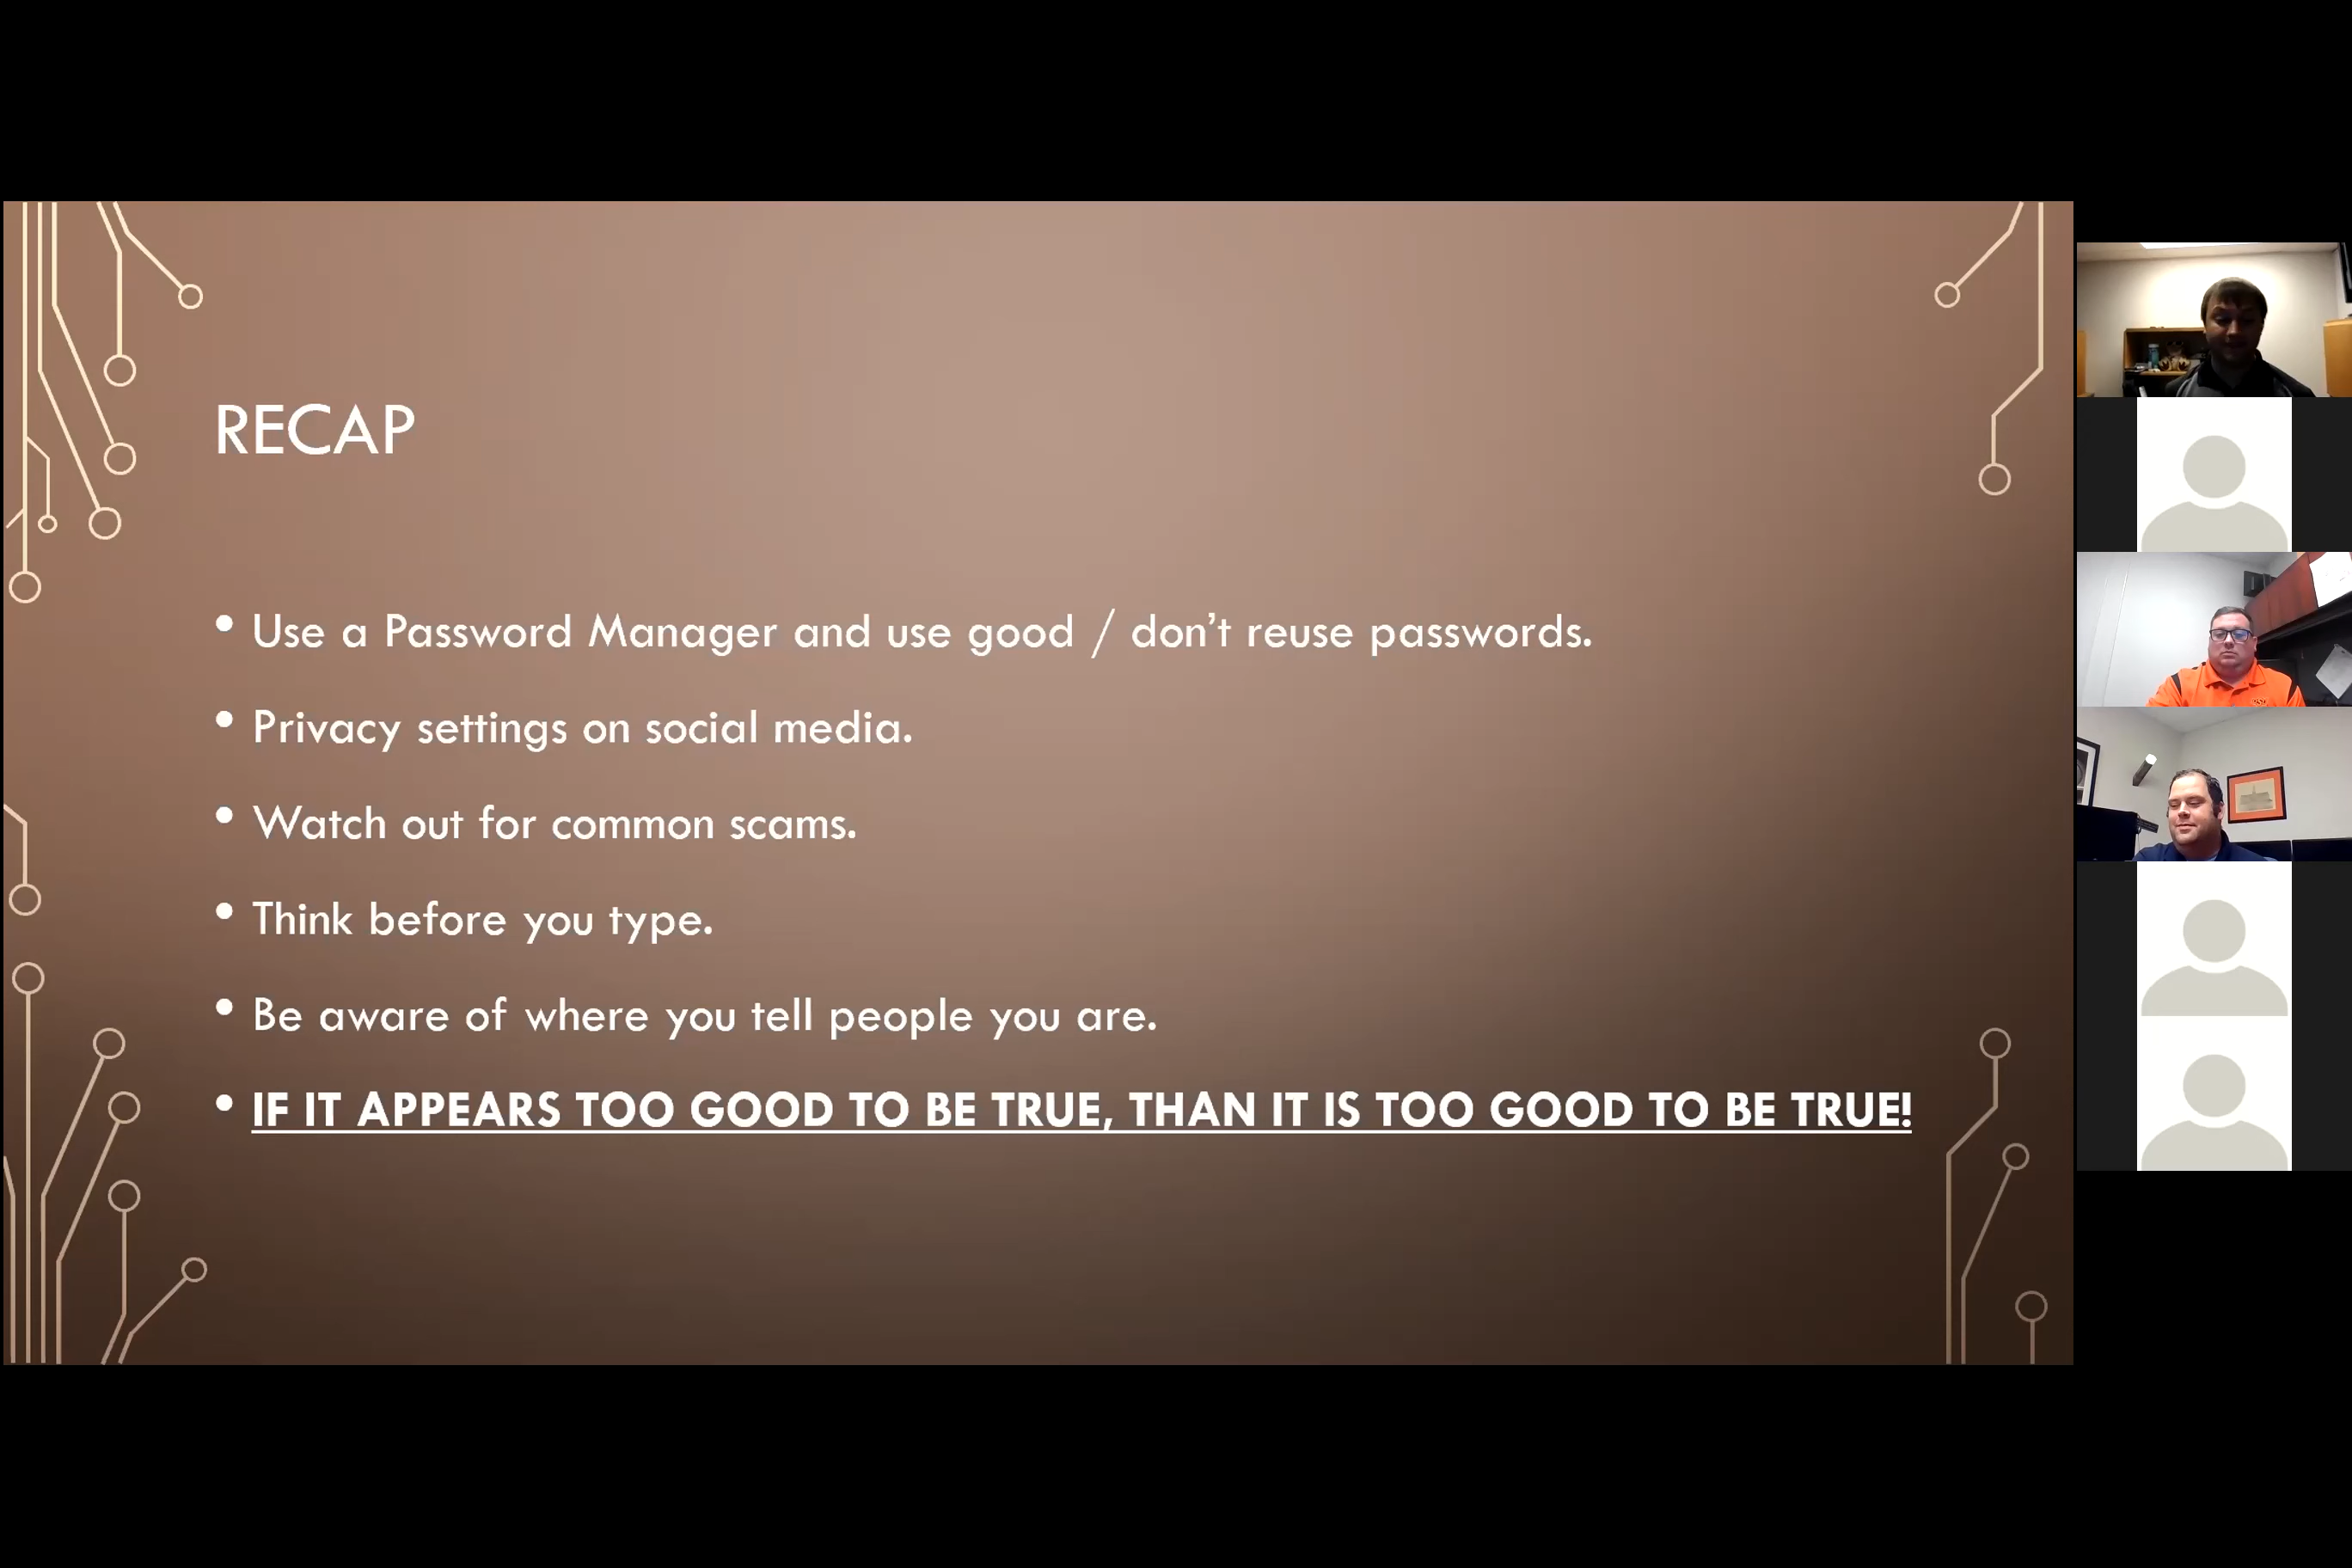 RECAP
• Use a Password Manager and use good / don’t reuse passwords.
• Privacy settings on social media.
• Watch out for common scams.
• Think before you type.
• Be aware of where you tell people you are.
• IF IT APPEARS TOO GOOD TO BE TRUE, THAN IT IS TOO GOOD TO BE TRUE!